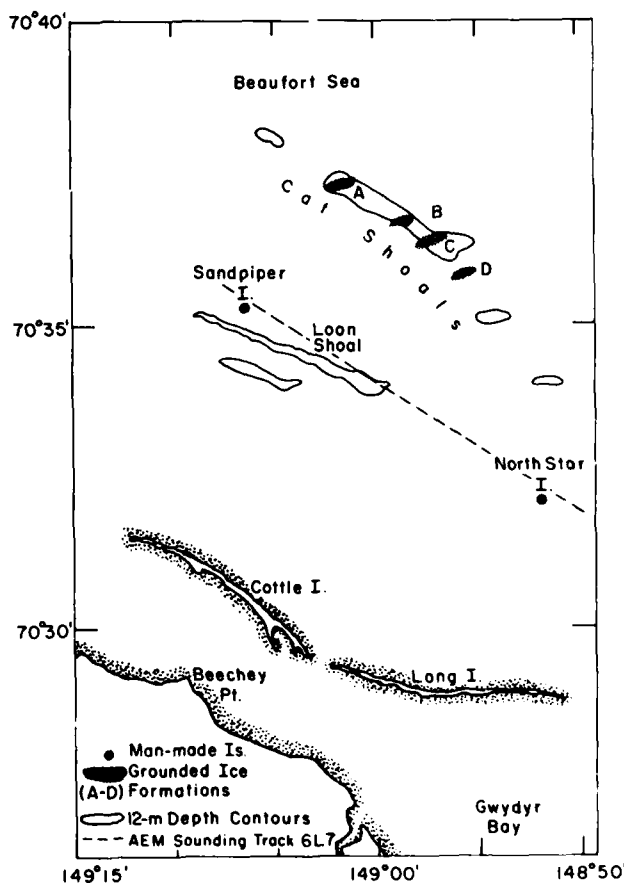 70°40'
Beaufort Sea
A
B
C
D
Cat Shoals
Sandpiper
I.
70°35'
Loon
Shoal
North Star
I.
Cottle I.
70°30'
Beechey
Pt.
Long I.
Man-made Is.
Grounded Ice
(A-D) Formations
12-m Depth Contours
AEM Sounding Track 6L7
Gwydyr
Bay
149°15'
149°00'
148°50'